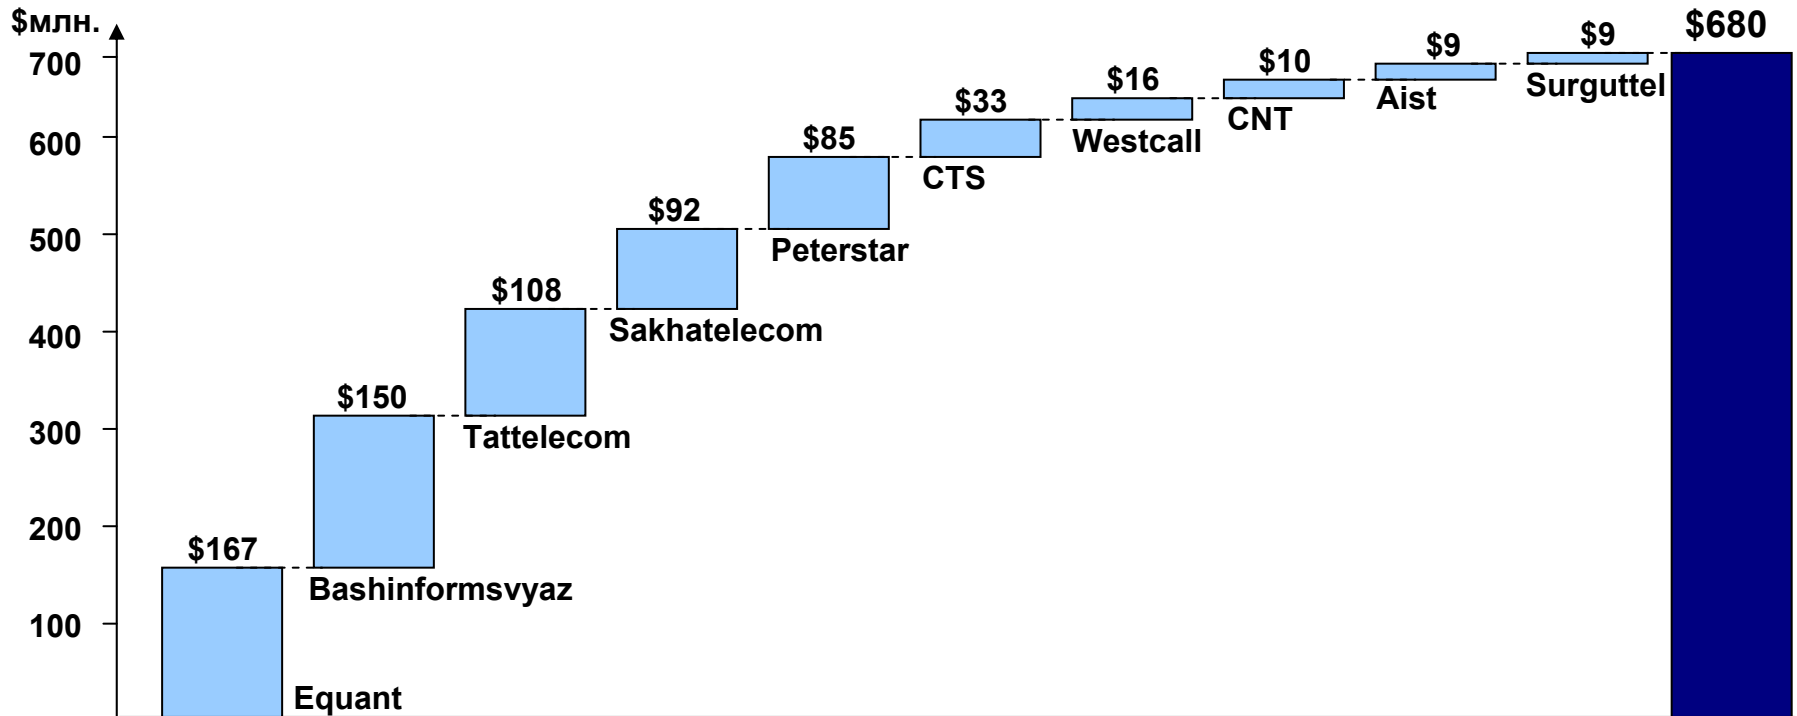 $млн.
700
600
500
400
300
200
100
$167
Equant
$150
Bashinformsvyaz
$108
Tattelecom
$92
Sakhatelecom
$85
Peterstar
$33
CTS
$16
Westcall
$10
CNT
$9
Aist
$9
Surguttel
$680